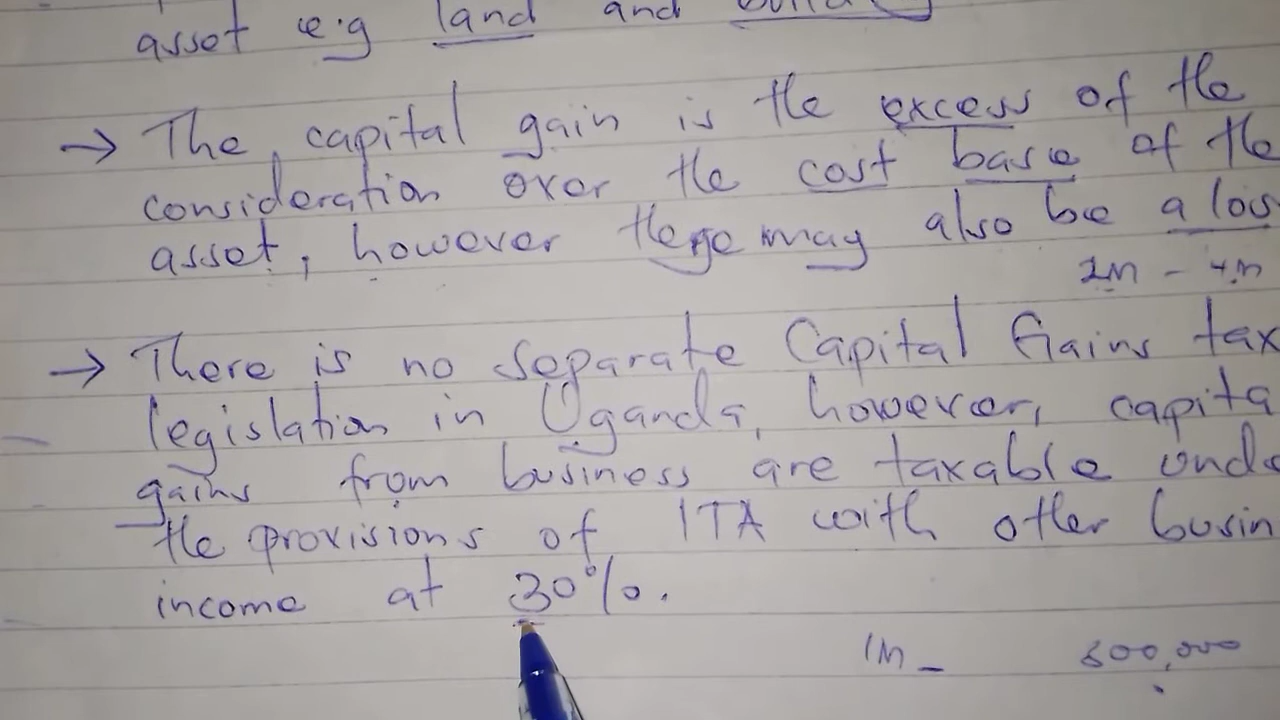 asset e.g land and
→ The capital gain is the excess of the
consideration over the cost base of the
asset, however there may also be a loss
2M - 4M
→ There is no Separate Capital Gains tax
legislation in Uganda, however, capita
gains from business are taxable unde
the provisions of ITA with other busin
income at 30%.
1M - 800,000